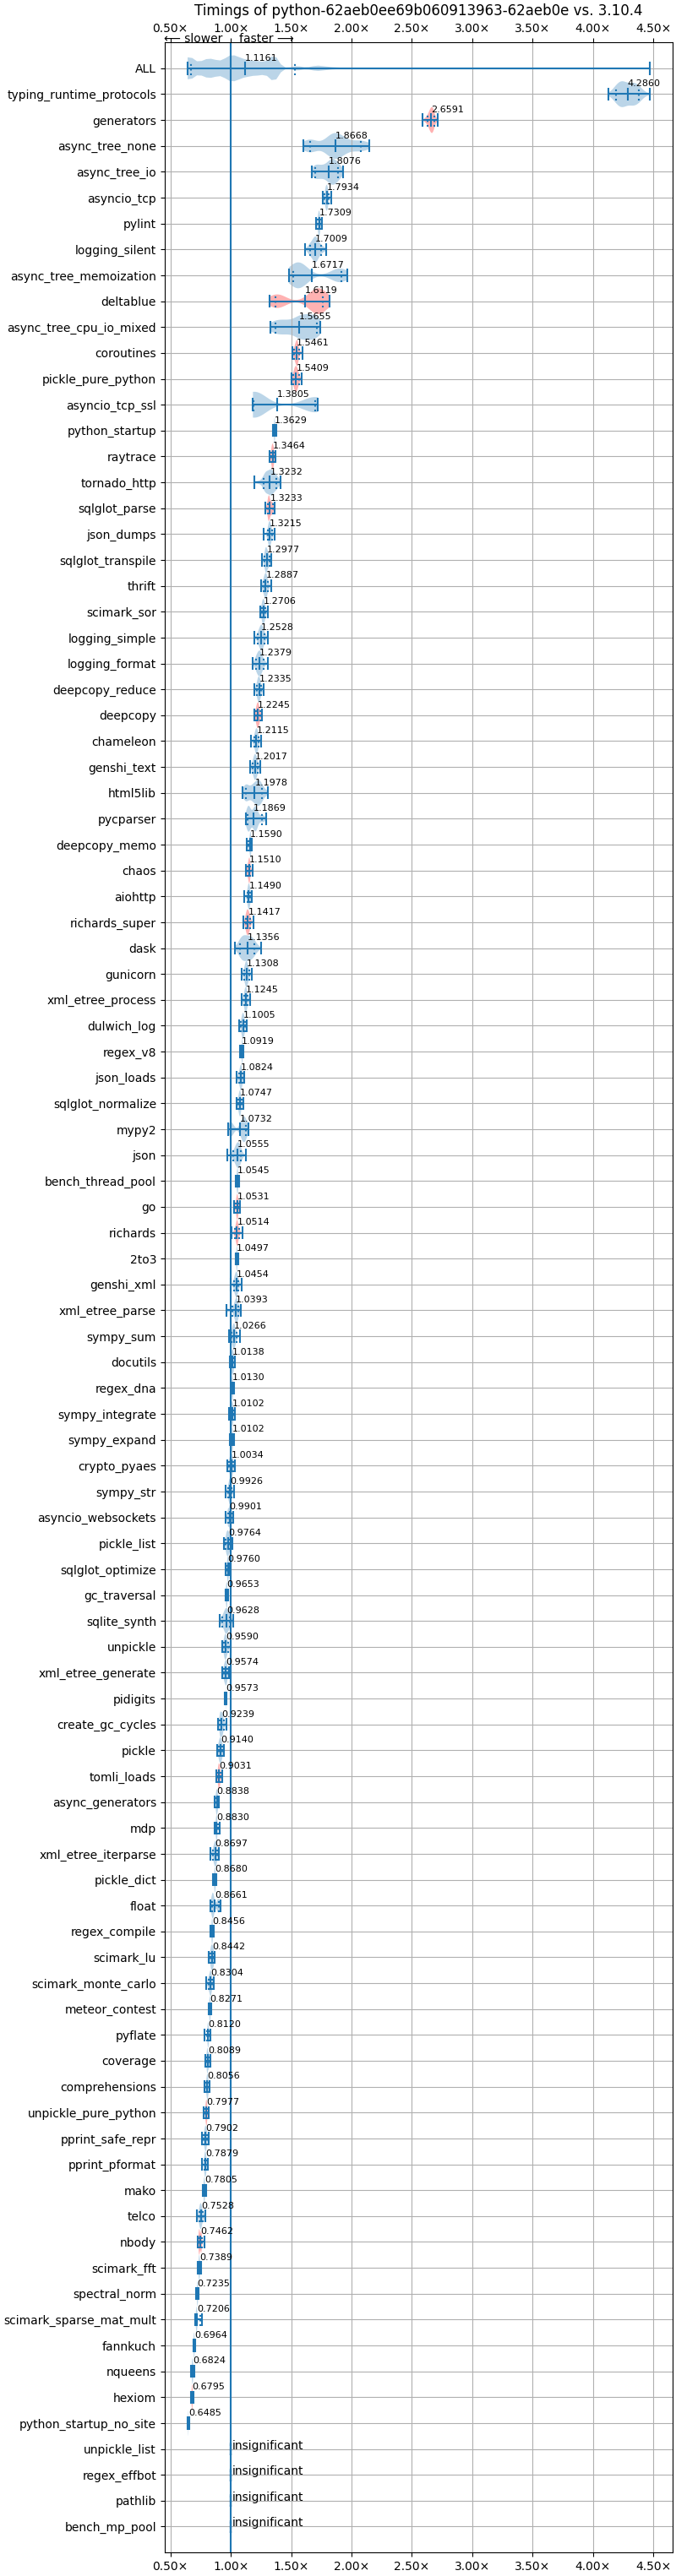 Timings of python-62aeb0ee69b060913963-62aeb0e vs. 3.10.4
0.50× 1.00× 1.50× 2.00× 2.50× 3.00× 3.50× 4.00× 4.50×
⟵ slower faster ⟶
ALL 1.1161
typing_runtime_protocols 4.2860
generators 2.6591
async_tree_none 1.8668
async_tree_io 1.8076
asyncio_tcp 1.7934
pylint 1.7309
logging_silent 1.7009
async_tree_memoization 1.6717
deltablue 1.6119
async_tree_cpu_io_mixed 1.5655
coroutines 1.5461
pickle_pure_python 1.5409
asyncio_tcp_ssl 1.3805
python_startup 1.3629
raytrace 1.3464
tornado_http 1.3232
sqlglot_parse 1.3233
json_dumps 1.3215
sqlglot_transpile 1.2977
thrift 1.2887
scimark_sor 1.2706
logging_simple 1.2528
logging_format 1.2379
deepcopy_reduce 1.2335
deepcopy 1.2245
chameleon 1.2115
genshi_text 1.2017
html5lib 1.1978
pycparser 1.1869
deepcopy_memo 1.1590
chaos 1.1510
aiohttp 1.1490
richards_super 1.1417
dask 1.1356
gunicorn 1.1308
xml_etree_process 1.1245
dulwich_log 1.1005
regex_v8 1.0919
json_loads 1.0824
sqlglot_normalize 1.0747
mypy2 1.0732
json 1.0555
bench_thread_pool 1.0545
go 1.0531
richards 1.0514
2to3 1.0497
genshi_xml 1.0454
xml_etree_parse 1.0393
sympy_sum 1.0266
docutils 1.0138
regex_dna 1.0130
sympy_integrate 1.0102
sympy_expand 1.0102
crypto_pyaes 1.0034
sympy_str 0.9926
asyncio_websockets 0.9901
pickle_list 0.9764
sqlglot_optimize 0.9760
gc_traversal 0.9653
sqlite_synth 0.9628
unpickle 0.9590
xml_etree_generate 0.9574
pidigits 0.9573
create_gc_cycles 0.9239
pickle 0.9140
tomli_loads 0.9031
async_generators 0.8838
mdp 0.8830
xml_etree_iterparse 0.8697
pickle_dict 0.8680
float 0.8661
regex_compile 0.8456
scimark_lu 0.8442
scimark_monte_carlo 0.8304
meteor_contest 0.8271
pyflate 0.8120
coverage 0.8089
comprehensions 0.8056
unpickle_pure_python 0.7977
pprint_safe_repr 0.7902
pprint_pformat 0.7879
mako 0.7805
telco 0.7528
nbody 0.7462
scimark_fft 0.7389
spectral_norm 0.7235
scimark_sparse_mat_mult 0.7206
fannkuch 0.6964
nqueens 0.6824
hexiom 0.6795
python_startup_no_site 0.6485
unpickle_list insignificant
regex_effbot insignificant
pathlib insignificant
bench_mp_pool insignificant
0.50× 1.00× 1.50× 2.00× 2.50× 3.00× 3.50× 4.00× 4.50×